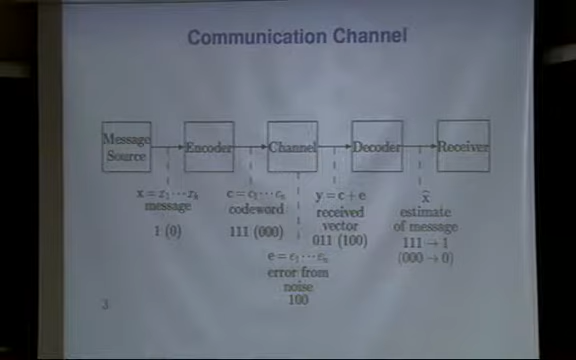 Communication Channel
Message
Source
Encoder
Channel
Decoder
Receiver
x = x₁⋯xₖ
message
1 (0)
c = c₁⋯cₙ
codeword
111 (000)
e = e₁⋯eₙ
error from
noise
100
y = c + e
received
vector
011 (100)
x̂
estimate
of message
111 → 1
(000 → 0)
3